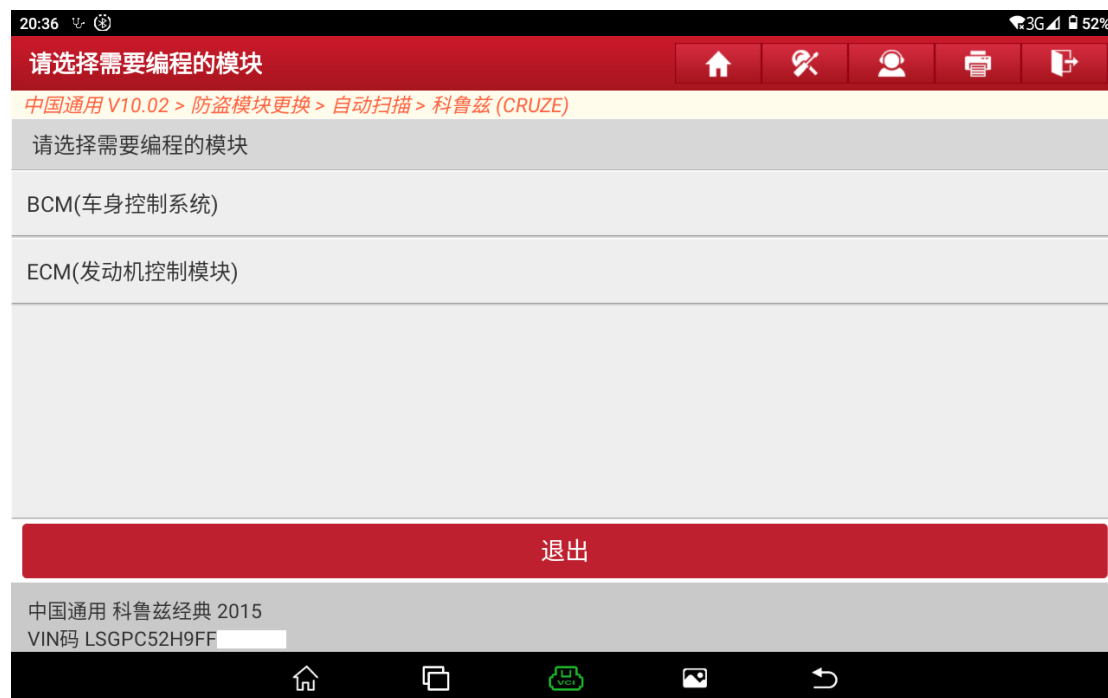 20:36 3G 52%
请选择需要编程的模块
中国通用 V10.02 > 防盗模块更换 > 自动扫描 > 科鲁兹 (CRUZE)
请选择需要编程的模块
BCM(车身控制系统)
ECM(发动机控制模块)
退出
中国通用 科鲁兹经典 2015
VIN码 LSGPC52H9FF
VCI